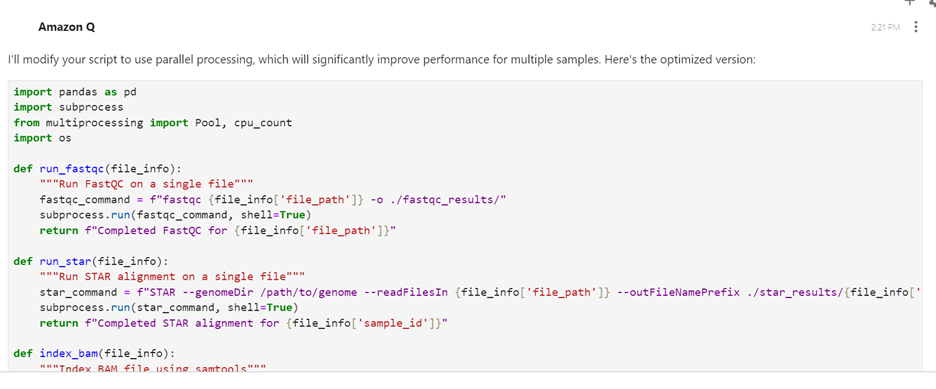 Amazon Q
2:21 PM
I'll modify your script to use parallel processing, which will significantly improve performance for multiple samples. Here's the optimized version:
import pandas as pd
import subprocess
from multiprocessing import Pool, cpu_count
import os
def run_fastqc(file_info):
"""Run FastQC on a single file"""
fastqc_command = f"fastqc {file_info['file_path']} -o ./fastqc_results/"
subprocess.run(fastqc_command, shell=True)
return f"Completed FastQC for {file_info['file_path']}"
def run_star(file_info):
"""Run STAR alignment on a single file"""
star_command = f"STAR --genomeDir /path/to/genome --readFilesIn {file_info['file_path']} --outFileNamePrefix ./star_results/{file_info['
subprocess.run(star_command, shell=True)
return f"Completed STAR alignment for {file_info['sample_id']}"
def index_bam(file_info):
"""Index BAM file using samtools"""